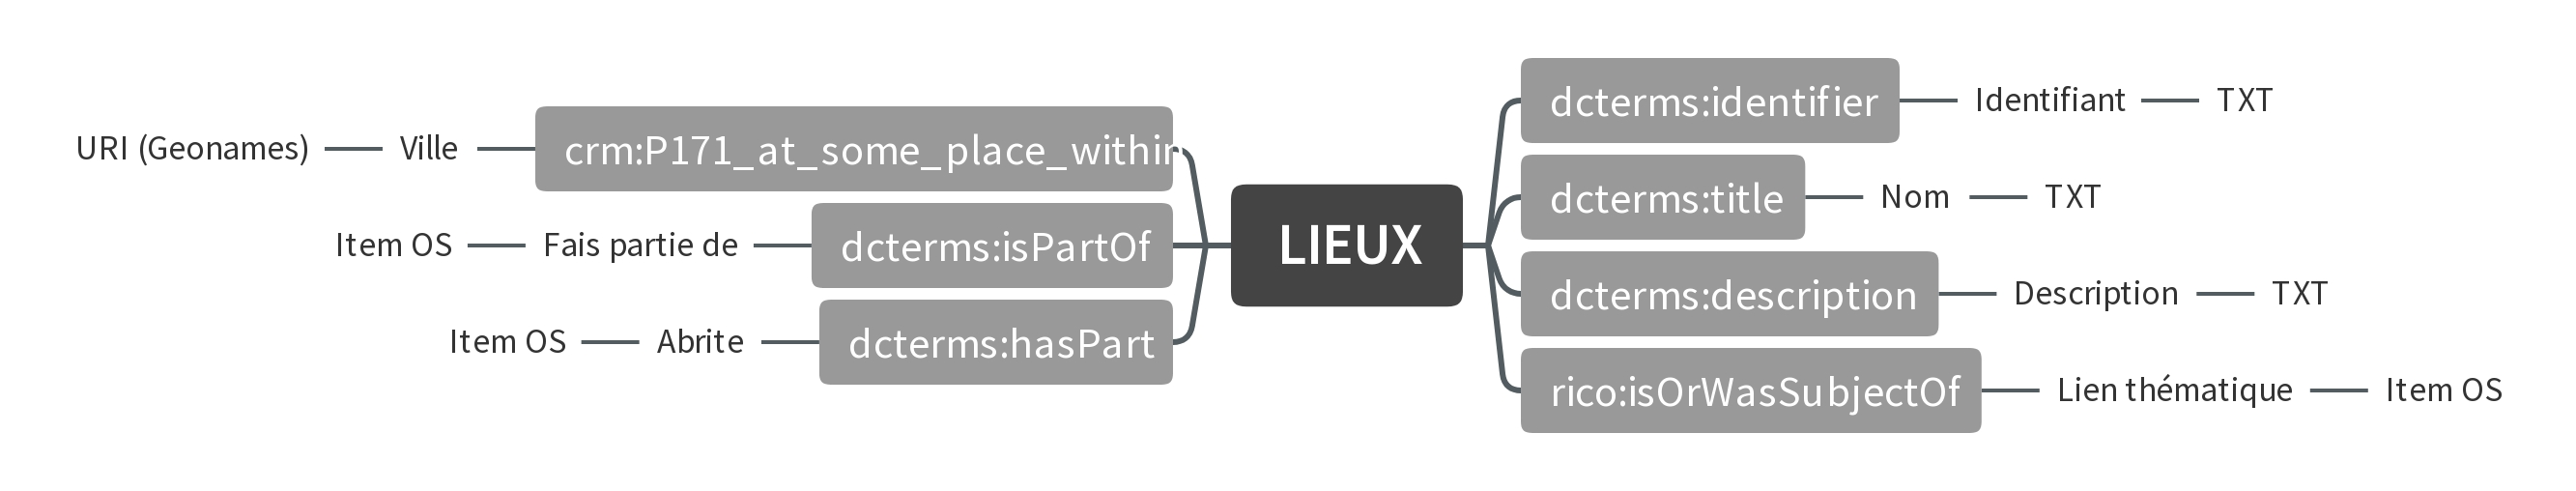 LIEUX
dcterms:identifier Identifiant TXT
dcterms:title Nom TXT
dcterms:description Description TXT
rico:isOrWasSubjectOf Lien thématique Item OS
crm:P171_at_some_place_within Ville URI (Geonames)
dcterms:isPartOf Fais partie de Item OS
dcterms:hasPart Abrite Item OS